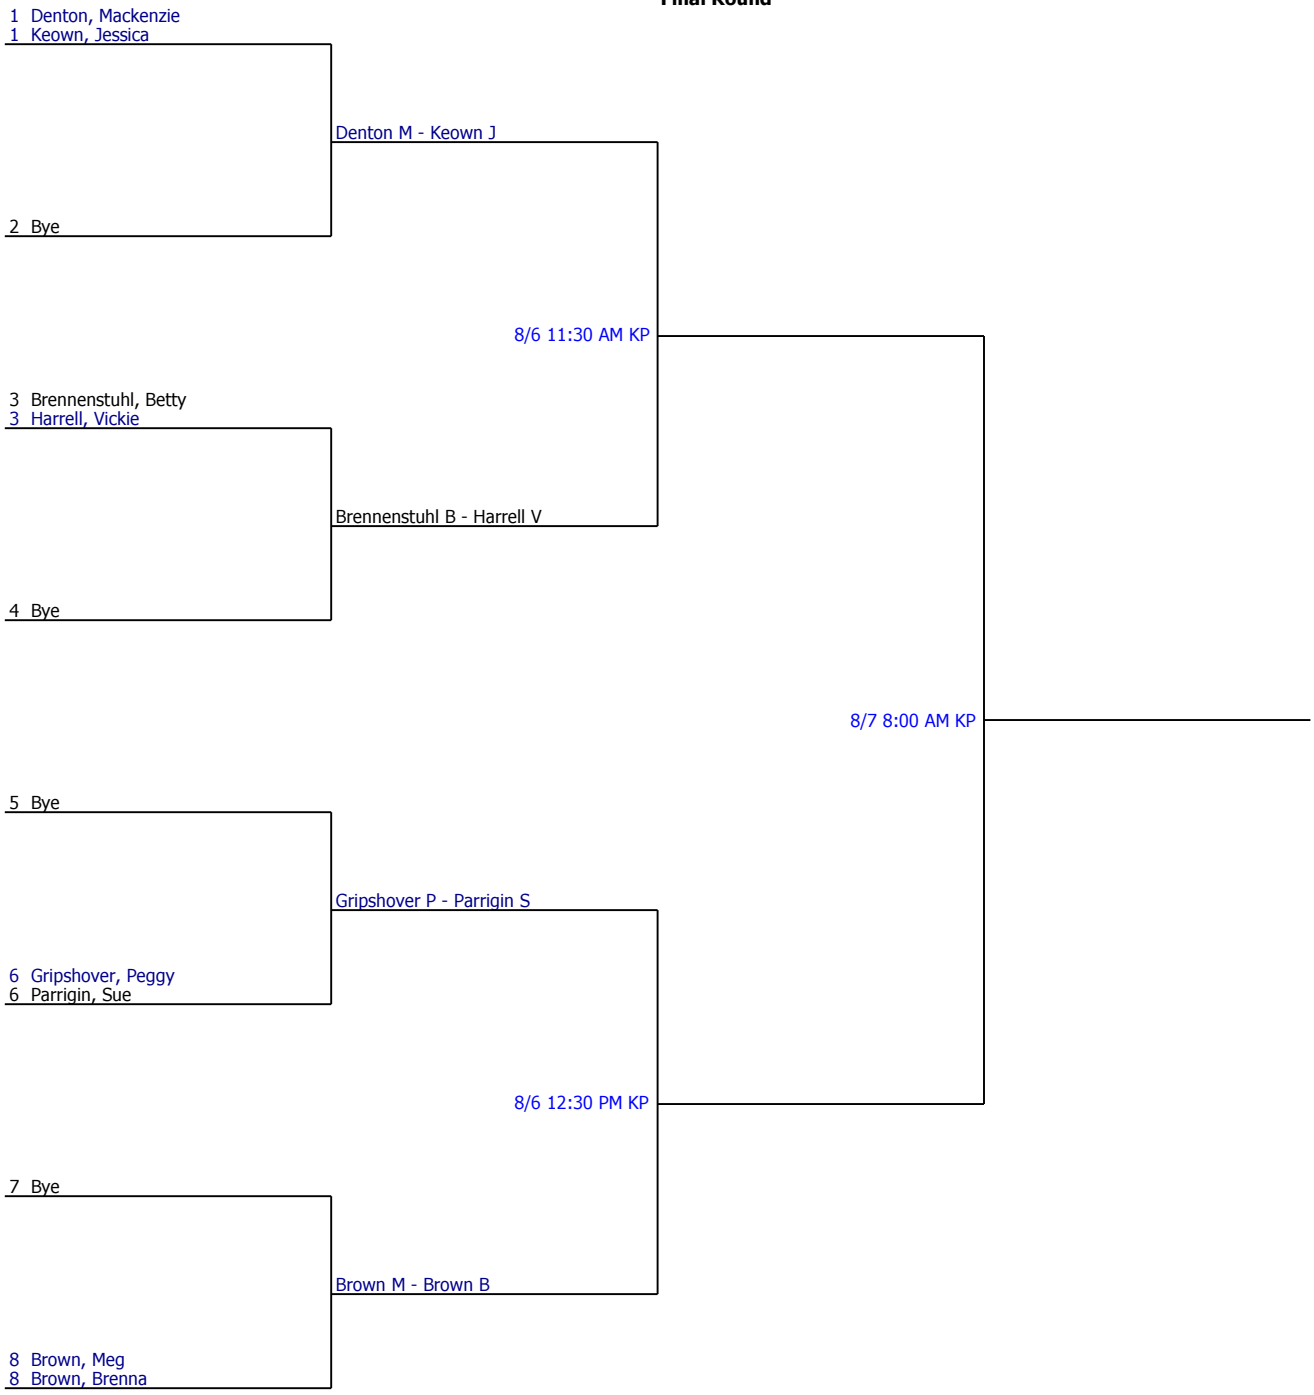 Final Round
1 Denton, Mackenzie
1 Keown, Jessica
Denton M - Keown J
2 Bye
8/6 11:30 AM KP
3 Brennenstuhl, Betty
3 Harrell, Vickie
Brennenstuhl B - Harrell V
4 Bye
8/7 8:00 AM KP
5 Bye
Gripshover P - Parrigin S
6 Gripshover, Peggy
6 Parrigin, Sue
8/6 12:30 PM KP
7 Bye
Brown M - Brown B
8 Brown, Meg
8 Brown, Brenna